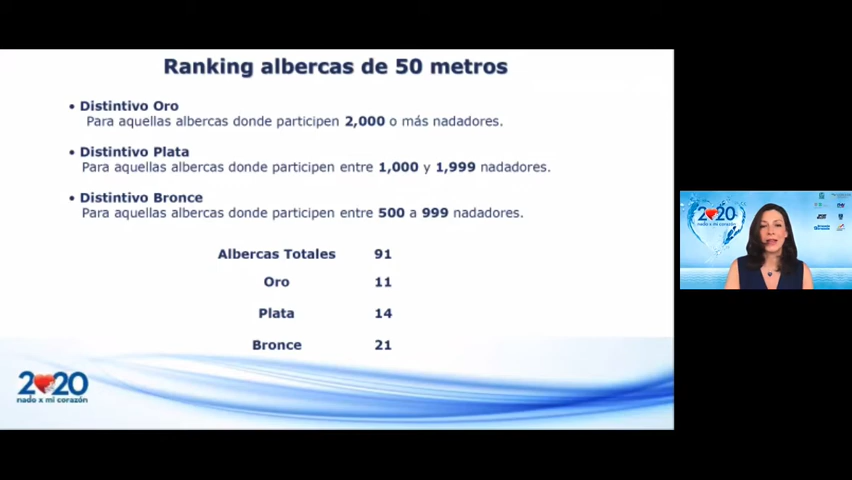 Ranking albercas de 50 metros
• Distintivo Oro
Para aquellas albercas donde participen 2,000 o más nadadores.
• Distintivo Plata
Para aquellas albercas donde participen entre 1,000 y 1,999 nadadores.
• Distintivo Bronce
Para aquellas albercas donde participen entre 500 a 999 nadadores.
Albercas Totales 91
Oro 11
Plata 14
Bronce 21
2020
nado x mi corazón
2020
nado x mi corazón